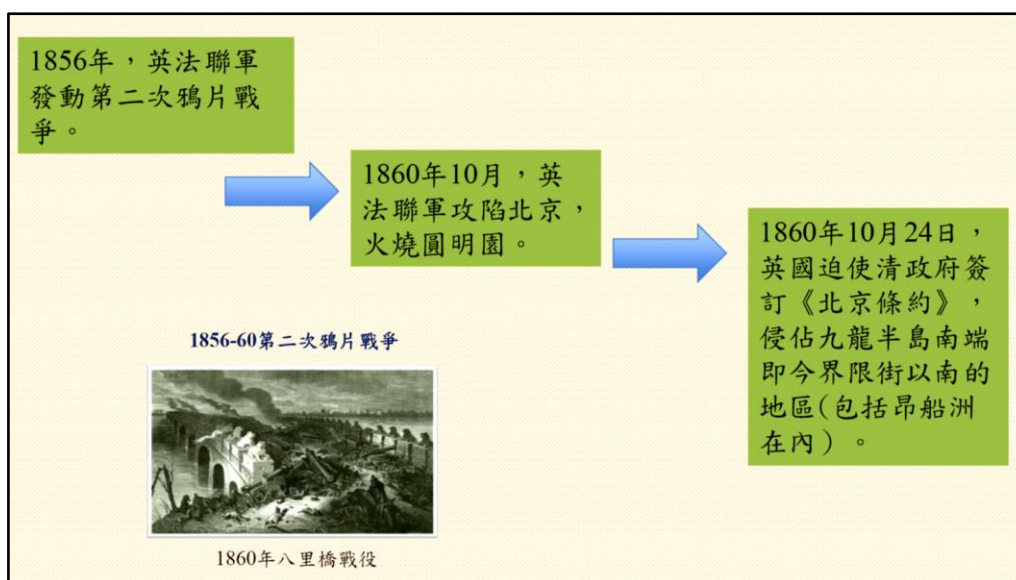 1856年，英法聯軍
發動第二次鴉片戰
爭。
1860年10月，英
法聯軍攻陷北京，
火燒圓明園。
1860年10月24日，
英國迫使清政府簽
訂《北京條約》，
侵佔九龍半島南端
即今界限街以南的
地區(包括昂船洲
在內）。
1856-60第二次鴉片戰爭
1860年八里橋戰役